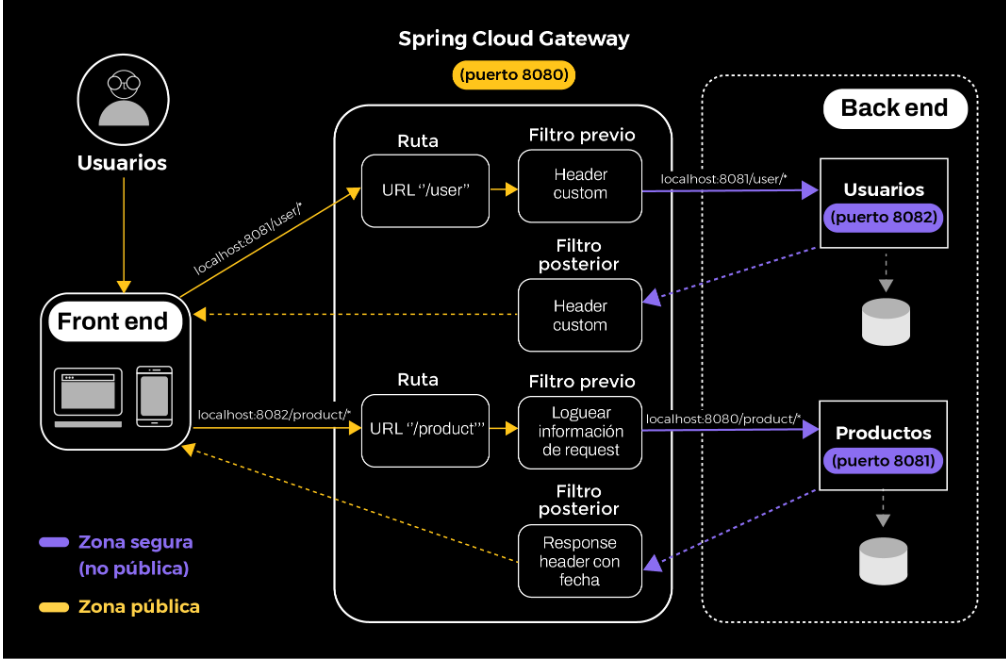 Spring Cloud Gateway
(puerto 8080)
Usuarios
Ruta
URL ‘’/user’’
Filtro previo
Header
custom
localhost:8081/user/*
localhost:8081/user/*
Back end
Usuarios
(puerto 8082)
Filtro
posterior
Header
custom
Front end
Ruta
URL ‘’/product’’’
Filtro previo
Loguear
información
de request
localhost:8082/product/*
localhost:8080/product/*
Productos
(puerto 8081)
Filtro
posterior
Response
header con
fecha
Zona segura
(no pública)
Zona pública